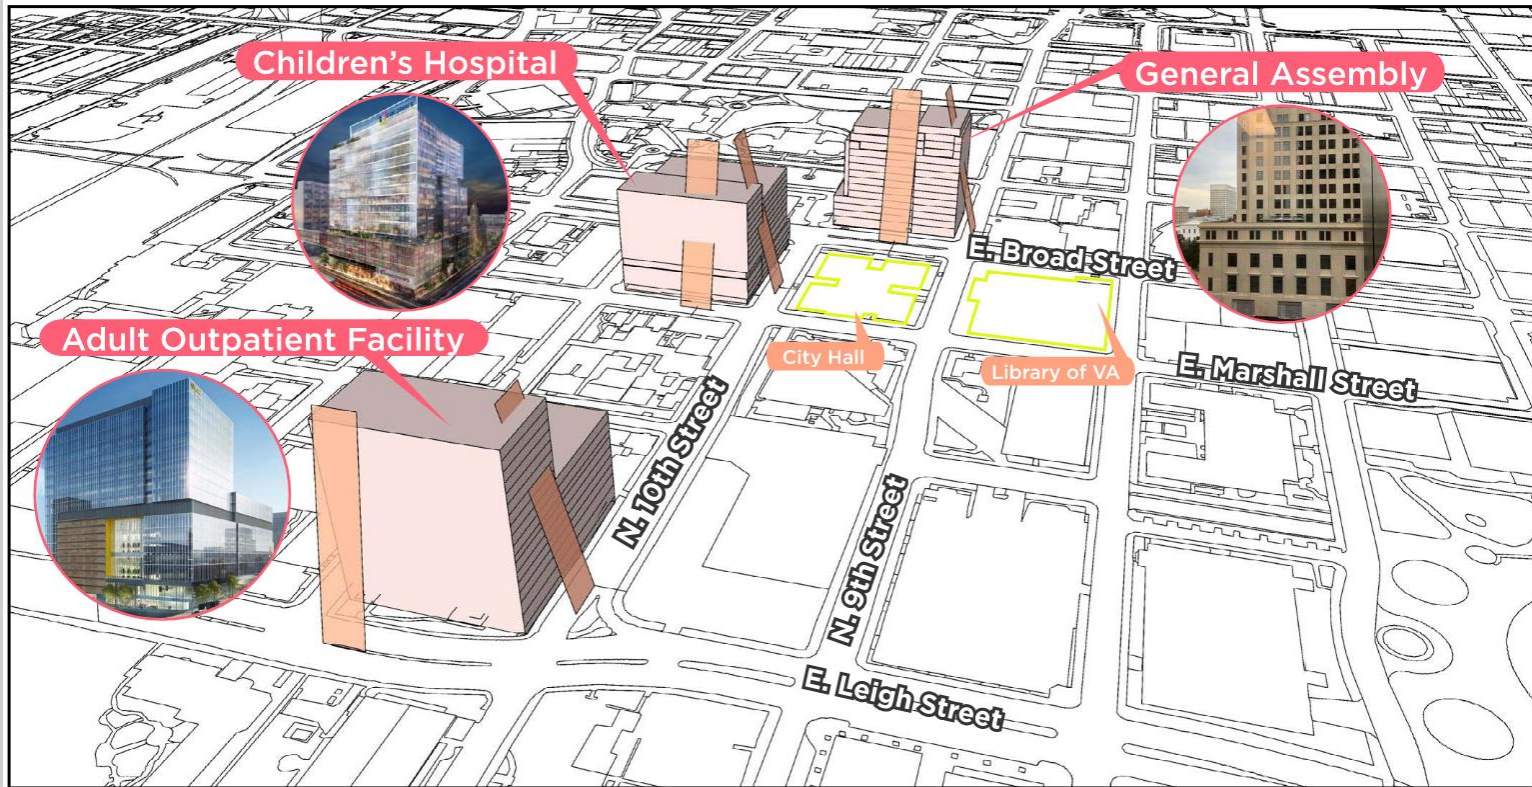 Children's Hospital
General Assembly
E. Broad Street
Adult Outpatient Facility
City Hall
Library of VA
E. Marshall Street
N. 10th Street
N. 9th Street
E. Leigh Street